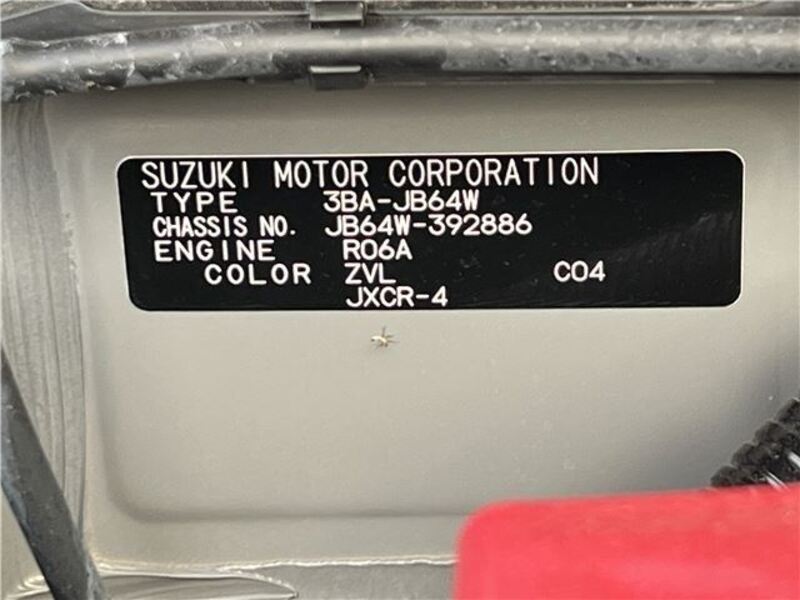 SUZUKI MOTOR CORPORATION
TYPE 3BA-JB64W
CHASSIS NO. JB64W-392886
ENGINE R06A
COLOR ZVL C04
JXCR-4